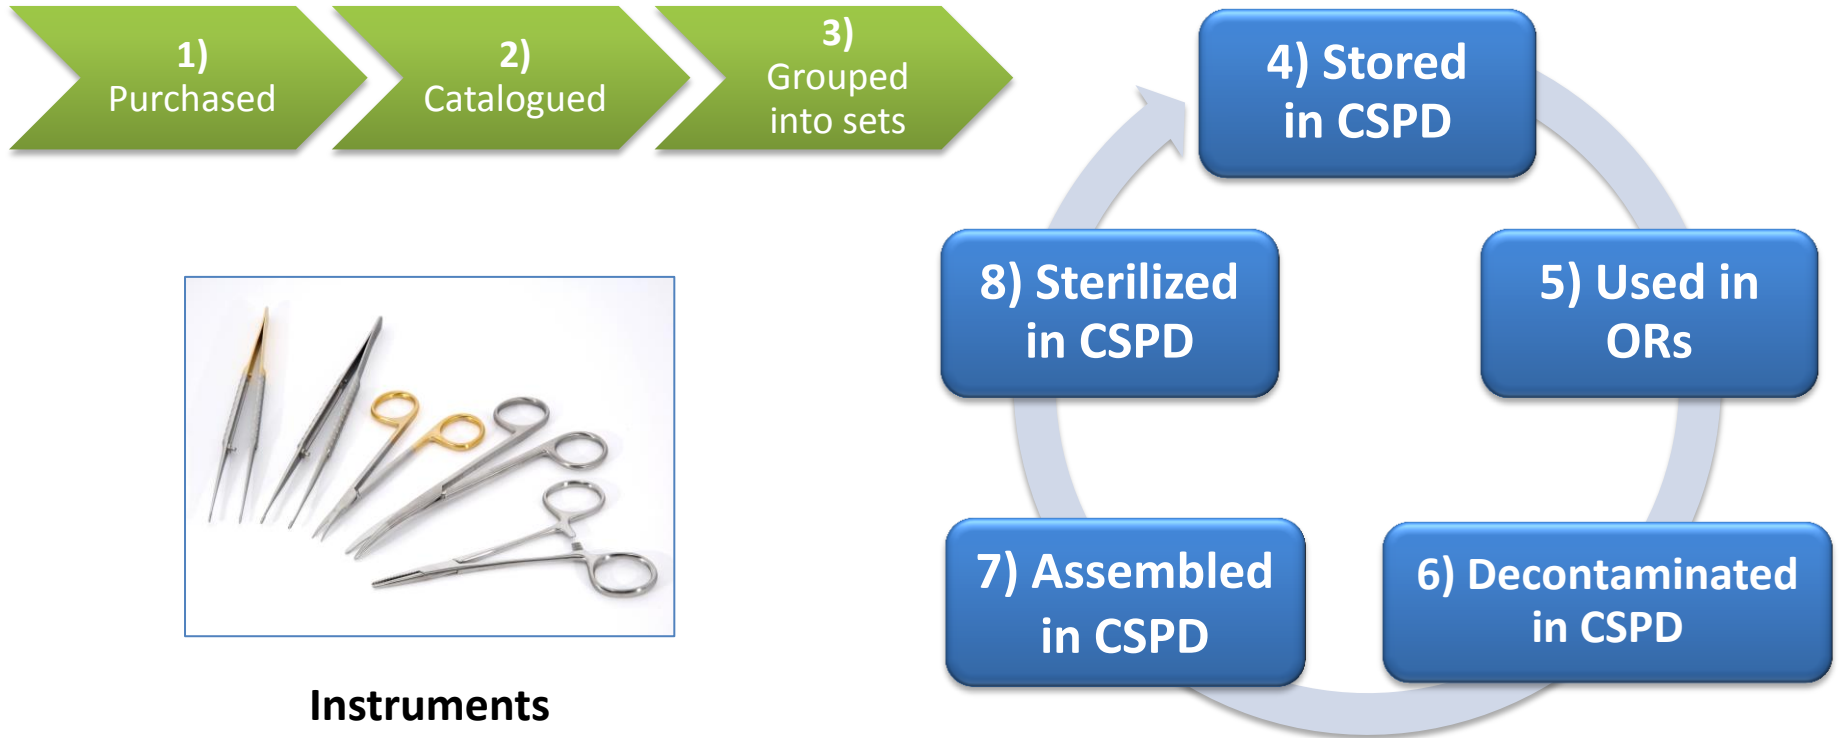 1)
Purchased
2)
Catalogued
3)
Grouped
into sets
4) Stored
in CSPD
5) Used in
ORs
6) Decontaminated
in CSPD
7) Assembled
in CSPD
8) Sterilized
in CSPD
Instruments